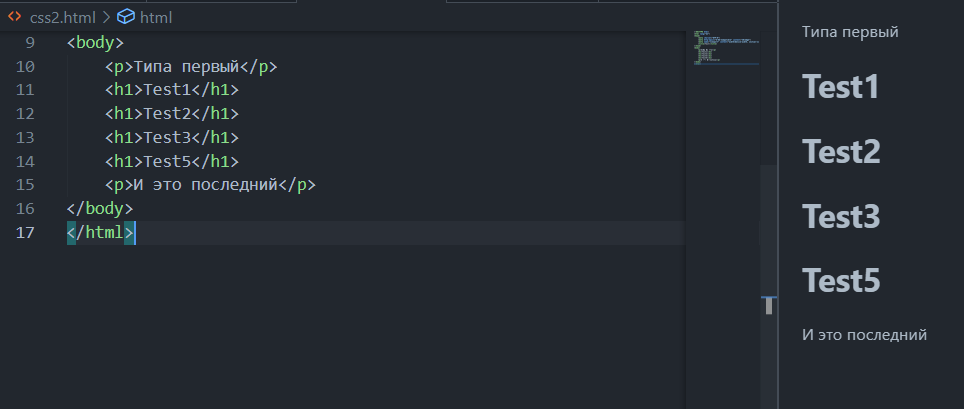 css2.html > html
9 <body>
10 <p>Типа первый</p>
11 <h1>Test1</h1>
12 <h1>Test2</h1>
13 <h1>Test3</h1>
14 <h1>Test5</h1>
15 <p>И это последний</p>
16 </body>
17 </html>
Типа первый
Test1
Test2
Test3
Test5
И это последний